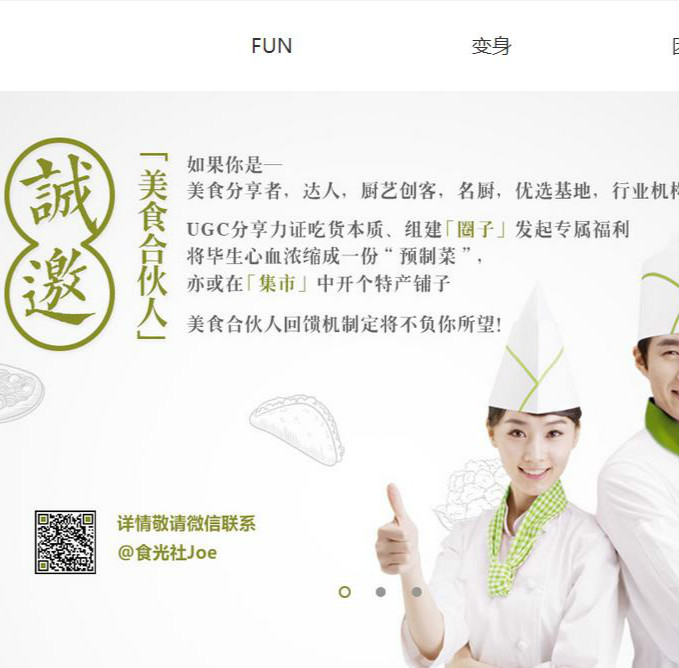 FUN
变身
誠邀
「美食合伙人」
如果你是—
美食分享者，达人，厨艺创客，名厨，优选基地，行业机构
UGC分享力证吃货本质、组建「圈子」发起专属福利
将毕生心血浓缩成一份“预制菜”，
亦或在「集市」中开个特产铺子
美食合伙人回馈机制定将不负你所望!
详情敬请微信联系
@食光社Joe